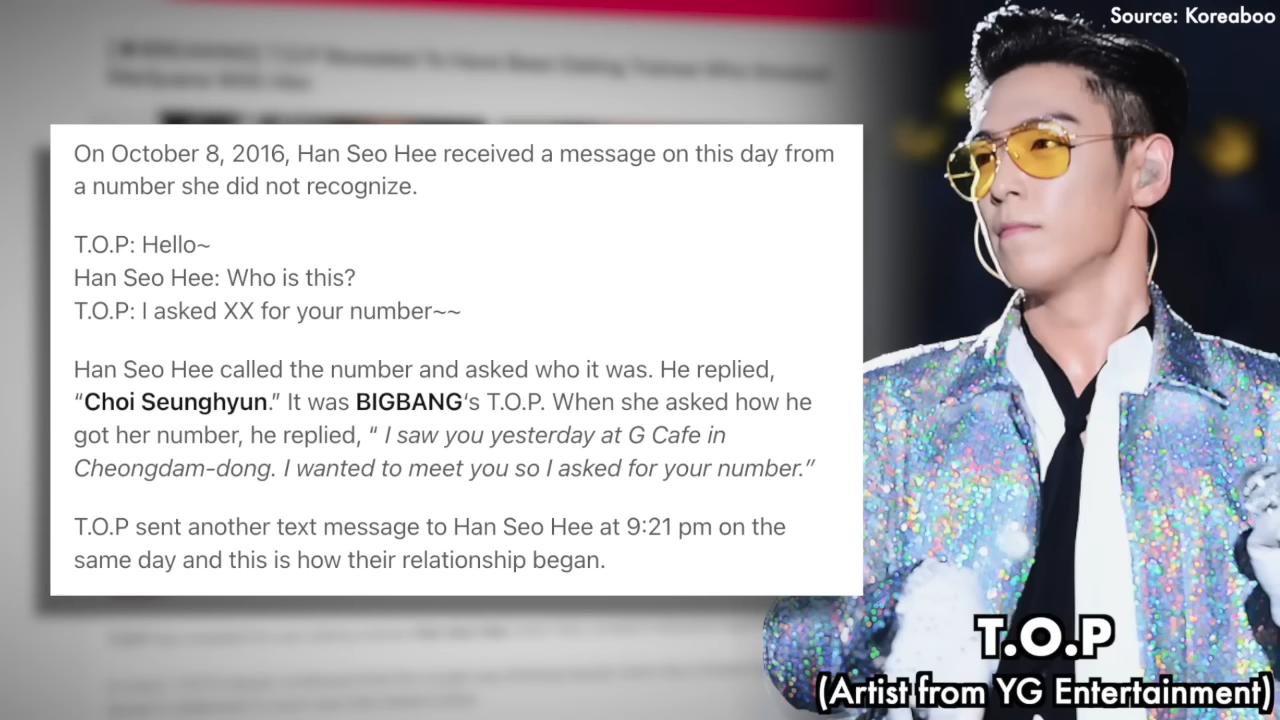 Source: Koreaboo
On October 8, 2016, Han Seo Hee received a message on this day from
a number she did not recognize.
T.O.P: Hello~
Han Seo Hee: Who is this?
T.O.P: I asked XX for your number~~
Han Seo Hee called the number and asked who it was. He replied,
“Choi Seunghyun.” It was BIGBANG‘s T.O.P. When she asked how he
got her number, he replied, “ I saw you yesterday at G Cafe in
Cheongdam-dong. I wanted to meet you so I asked for your number.”
T.O.P sent another text message to Han Seo Hee at 9:21 pm on the
same day and this is how their relationship began.
T.O.P
(Artist from YG Entertainment)